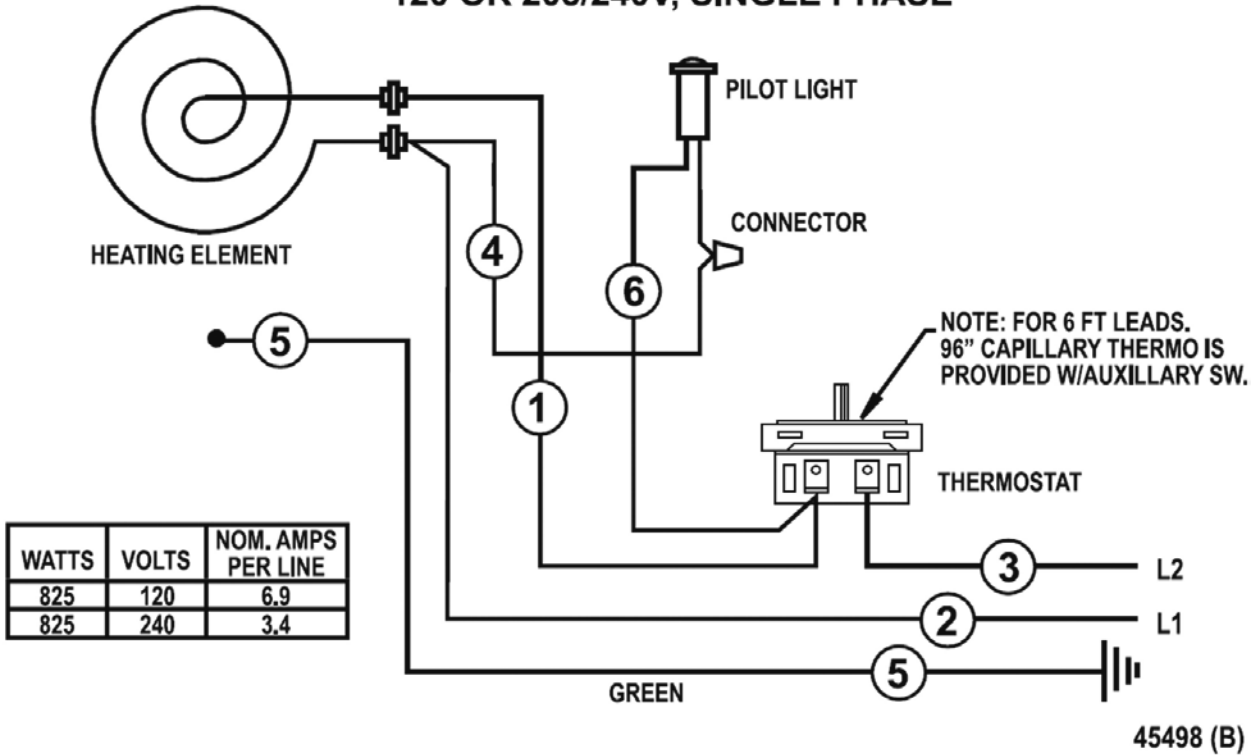 PILOT LIGHT
CONNECTOR
HEATING ELEMENT
4
6
5
NOTE: FOR 6 FT LEADS.
96” CAPILLARY THERMO IS
PROVIDED W/AUXILLARY SW.
1
THERMOSTAT
WATTS VOLTS NOM. AMPS
PER LINE
825 120 6.9
825 240 3.4
3 L2
2 L1
5
GREEN
45498 (B)